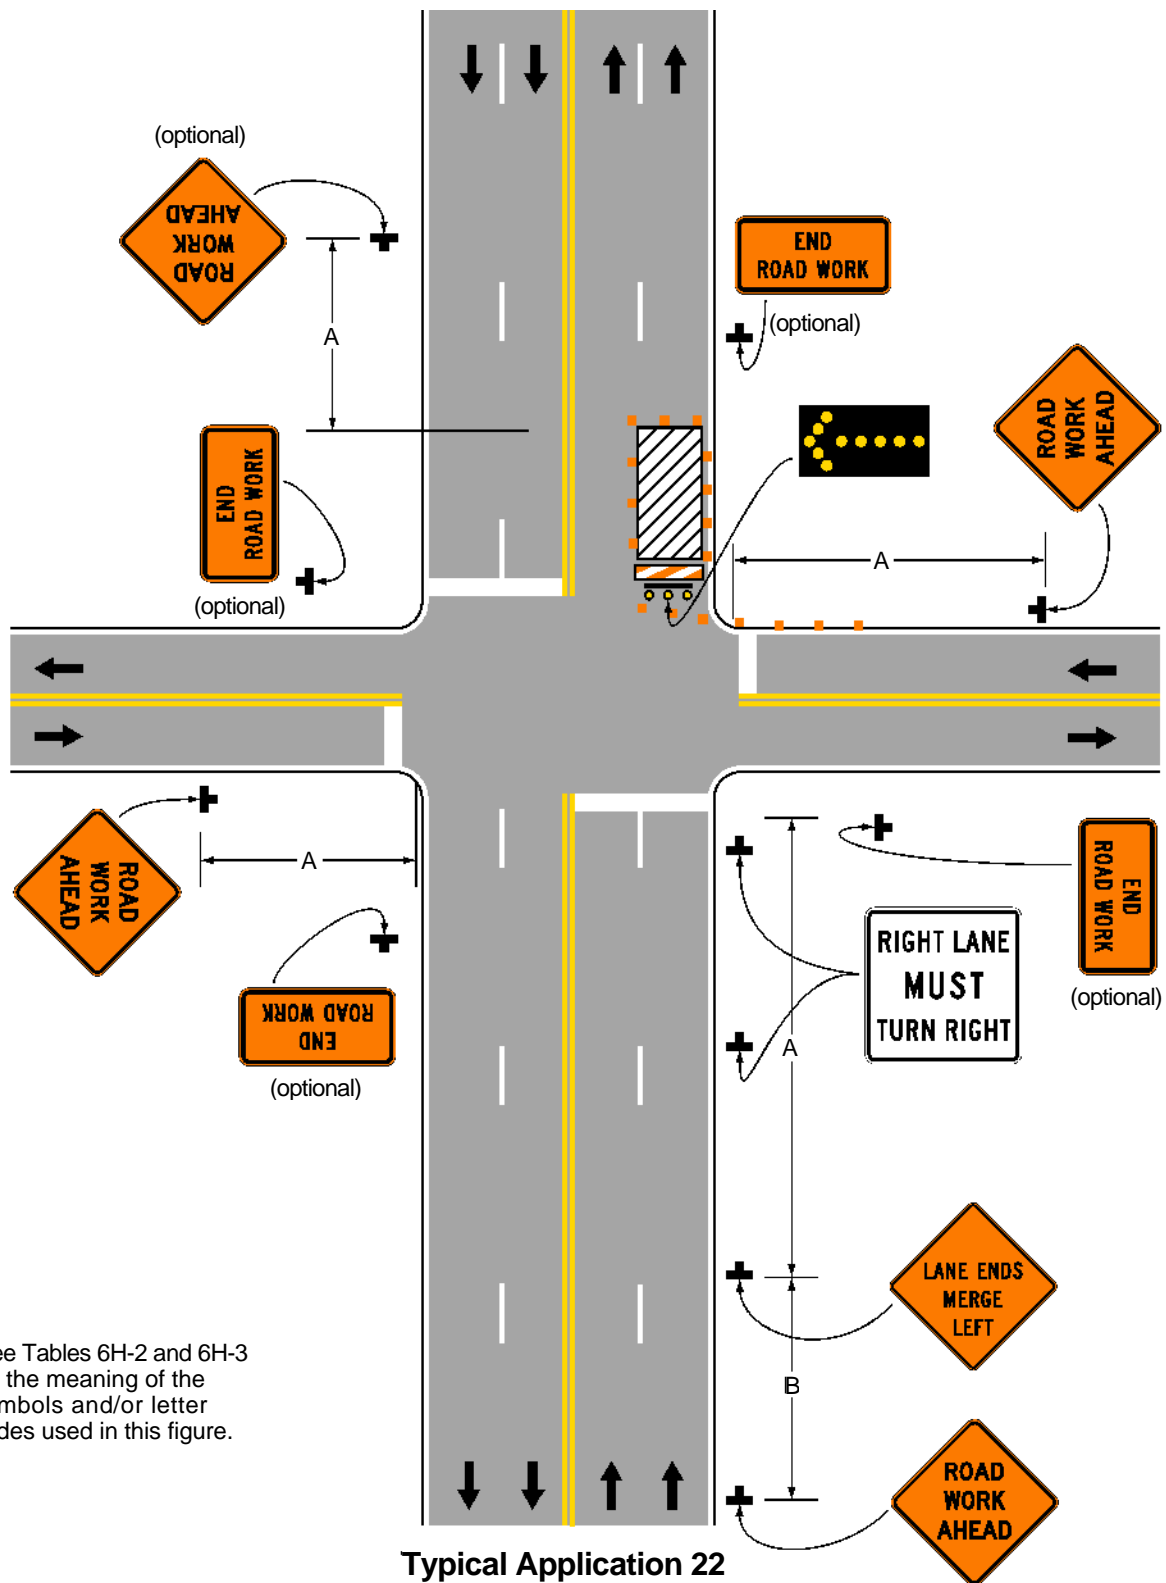 (optional)
ROAD
WORK
AHEAD
A
END
ROAD WORK
(optional)
END
ROAD WORK
(optional)
ROAD
WORK
AHEAD
A
ROAD
WORK
AHEAD
A
END
ROAD WORK
(optional)
A
RIGHT LANE
MUST
TURN RIGHT
END
ROAD WORK
(optional)
LANE ENDS
MERGE
LEFT
B
ROAD
WORK
AHEAD
ee Tables 6H-2 and 6H-3
the meaning of the
mbols and/or letter
des used in this figure.
Typical Application 22